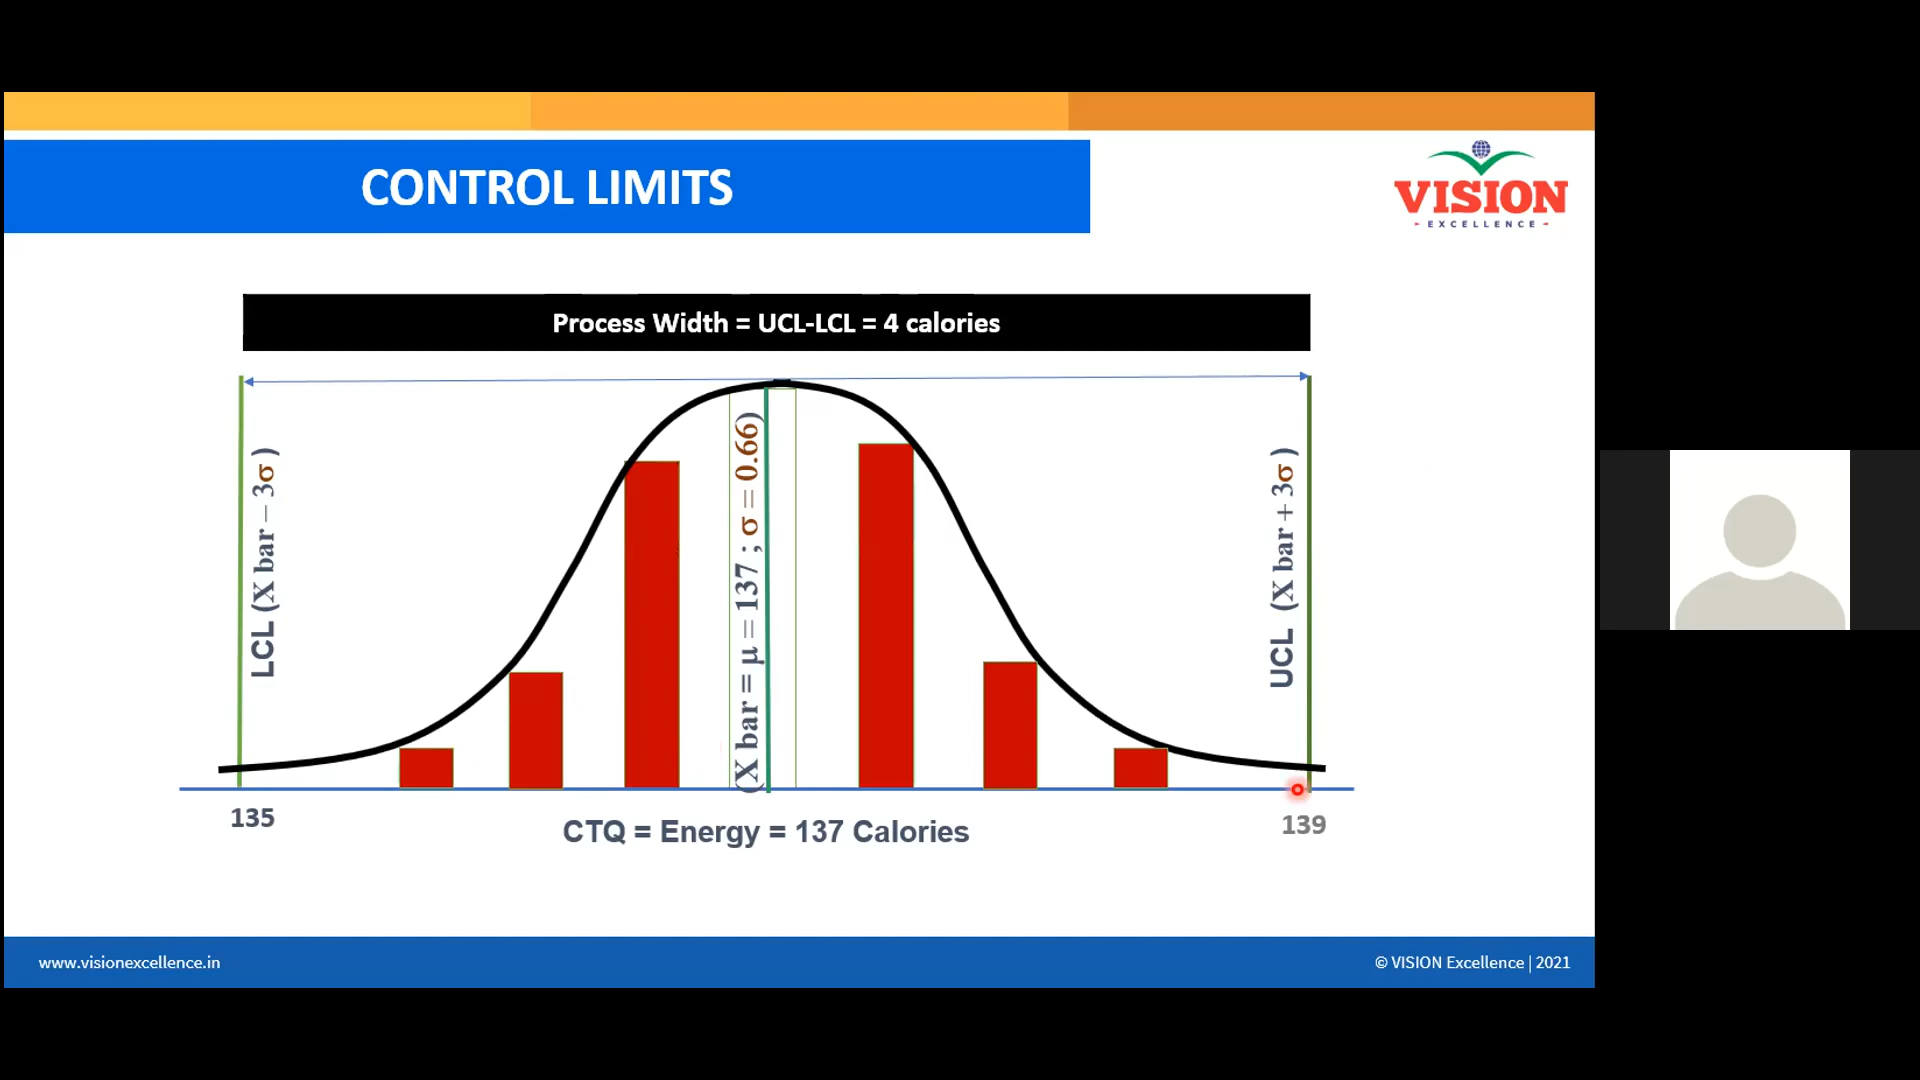 CONTROL LIMITS
VISION
EXCELLENCE
Process Width = UCL-LCL = 4 calories
LCL (X bar – 3σ )
(X bar = μ = 137 ; σ = 0.66)
UCL (X bar + 3σ )
135
139
CTQ = Energy = 137 Calories
www.visionexcellence.in
© VISION Excellence | 2021